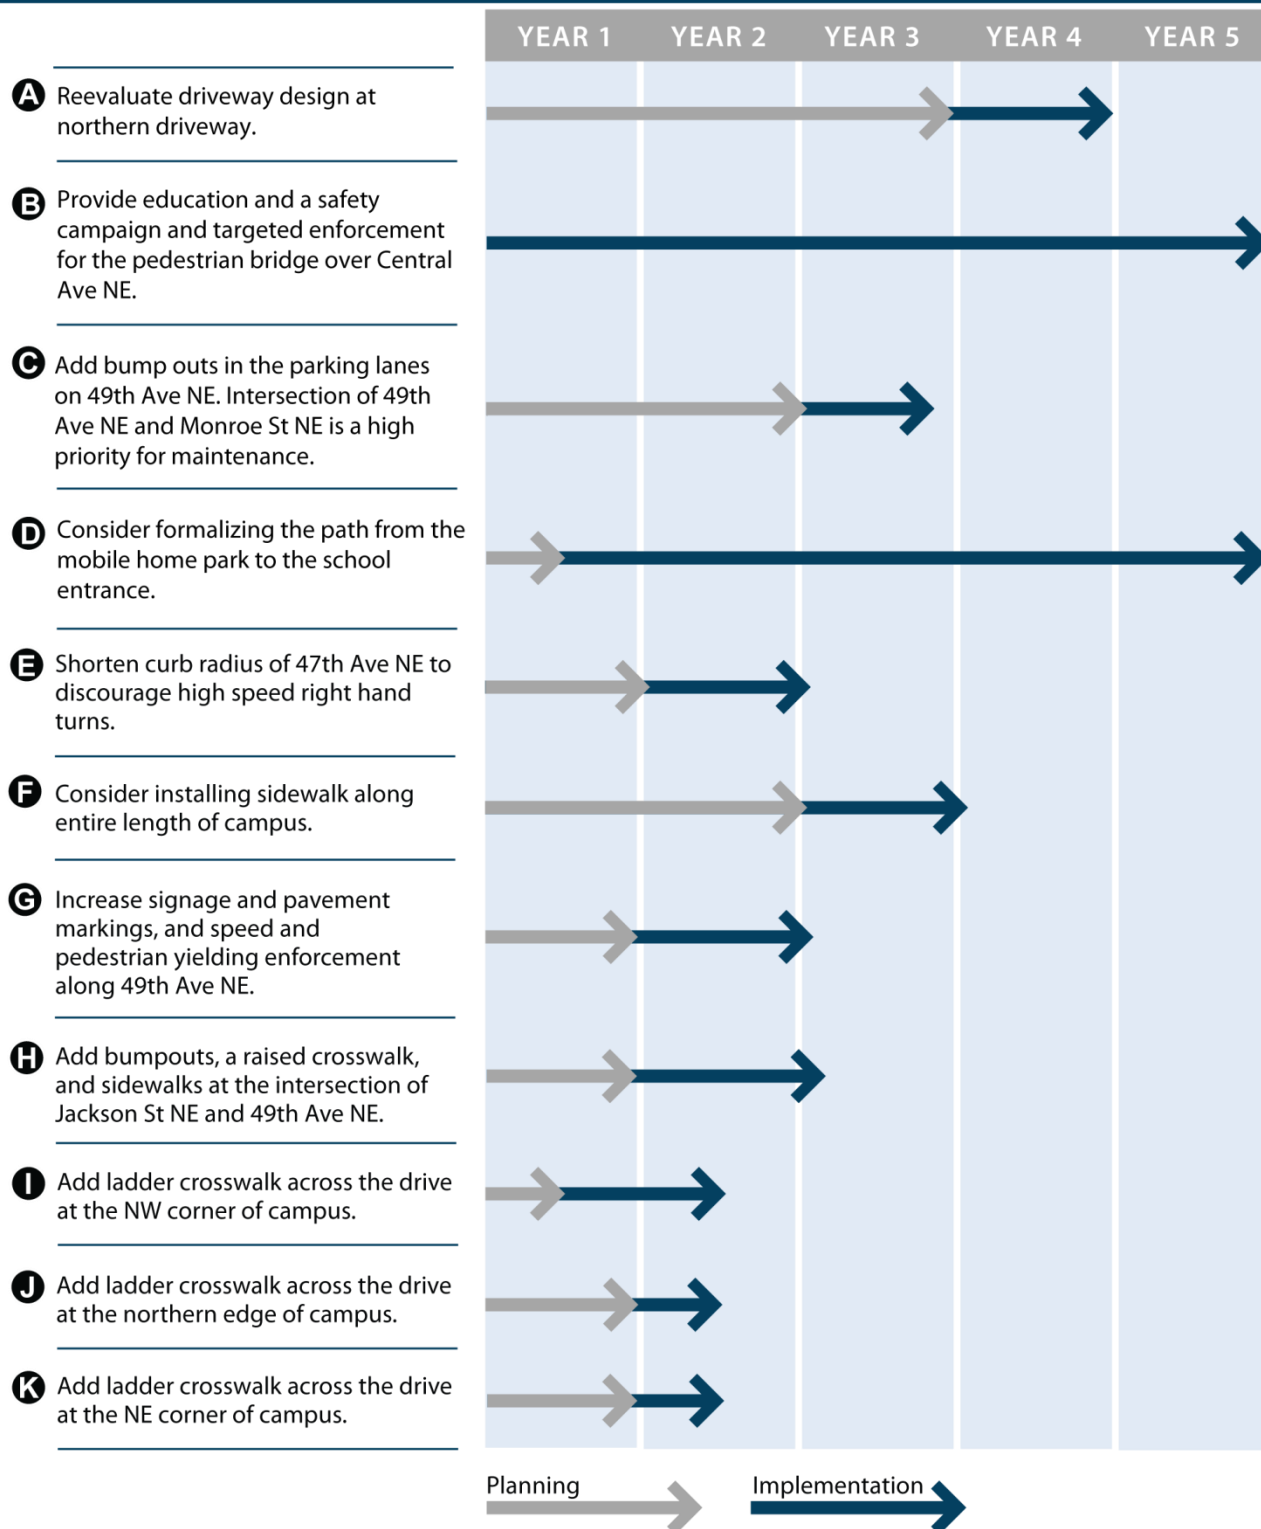 YEAR 1 YEAR 2 YEAR 3 YEAR 4 YEAR 5
A Reevaluate driveway design at
northern driveway.
B Provide education and a safety
campaign and targeted enforcement
for the pedestrian bridge over Central
Ave NE.
C Add bump outs in the parking lanes
on 49th Ave NE. Intersection of 49th
Ave NE and Monroe St NE is a high
priority for maintenance.
D Consider formalizing the path from the
mobile home park to the school
entrance.
E Shorten curb radius of 47th Ave NE to
discourage high speed right hand
turns.
F Consider installing sidewalk along
entire length of campus.
G Increase signage and pavement
markings, and speed and
pedestrian yielding enforcement
along 49th Ave NE.
H Add bumpouts, a raised crosswalk,
and sidewalks at the intersection of
Jackson St NE and 49th Ave NE.
I Add ladder crosswalk across the drive
at the NW corner of campus.
J Add ladder crosswalk across the drive
at the northern edge of campus.
K Add ladder crosswalk across the drive
at the NE corner of campus.
Planning Implementation